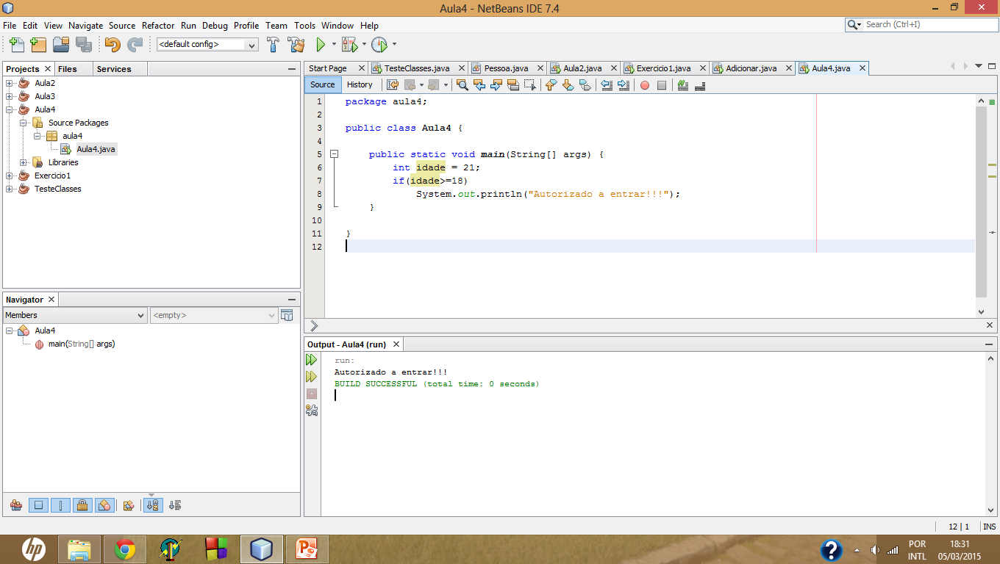 Aula4 - NetBeans IDE 7.4
File Edit View Navigate Source Refactor Run Debug Profile Team Tools Window Help
Search (Ctrl+I)
<default config>
Projects Files Services
Aula2
Aula3
Aula4
Source Packages
aula4
Aula4.java
Libraries
Exercicio1
TesteClasses
Navigator
Members <empty>
Aula4
main(String[] args)
Start Page TesteClasses.java Pessoa.java Aula2.java Exercicio1.java Adicionar.java Aula4.java
Source History
1 package aula4;
2
3 public class Aula4 {
4
5 public static void main(String[] args) {
6 int idade = 21;
7 if(idade>=18)
8 System.out.println("Autorizado a entrar!!!");
9 }
10
11 }
12
Output - Aula4 (run)
run:
Autorizado a entrar!!!
BUILD SUCCESSFUL (total time: 0 seconds)
12 | 1 INS
hp
P
?
POR
INTL
18:31
05/03/2015